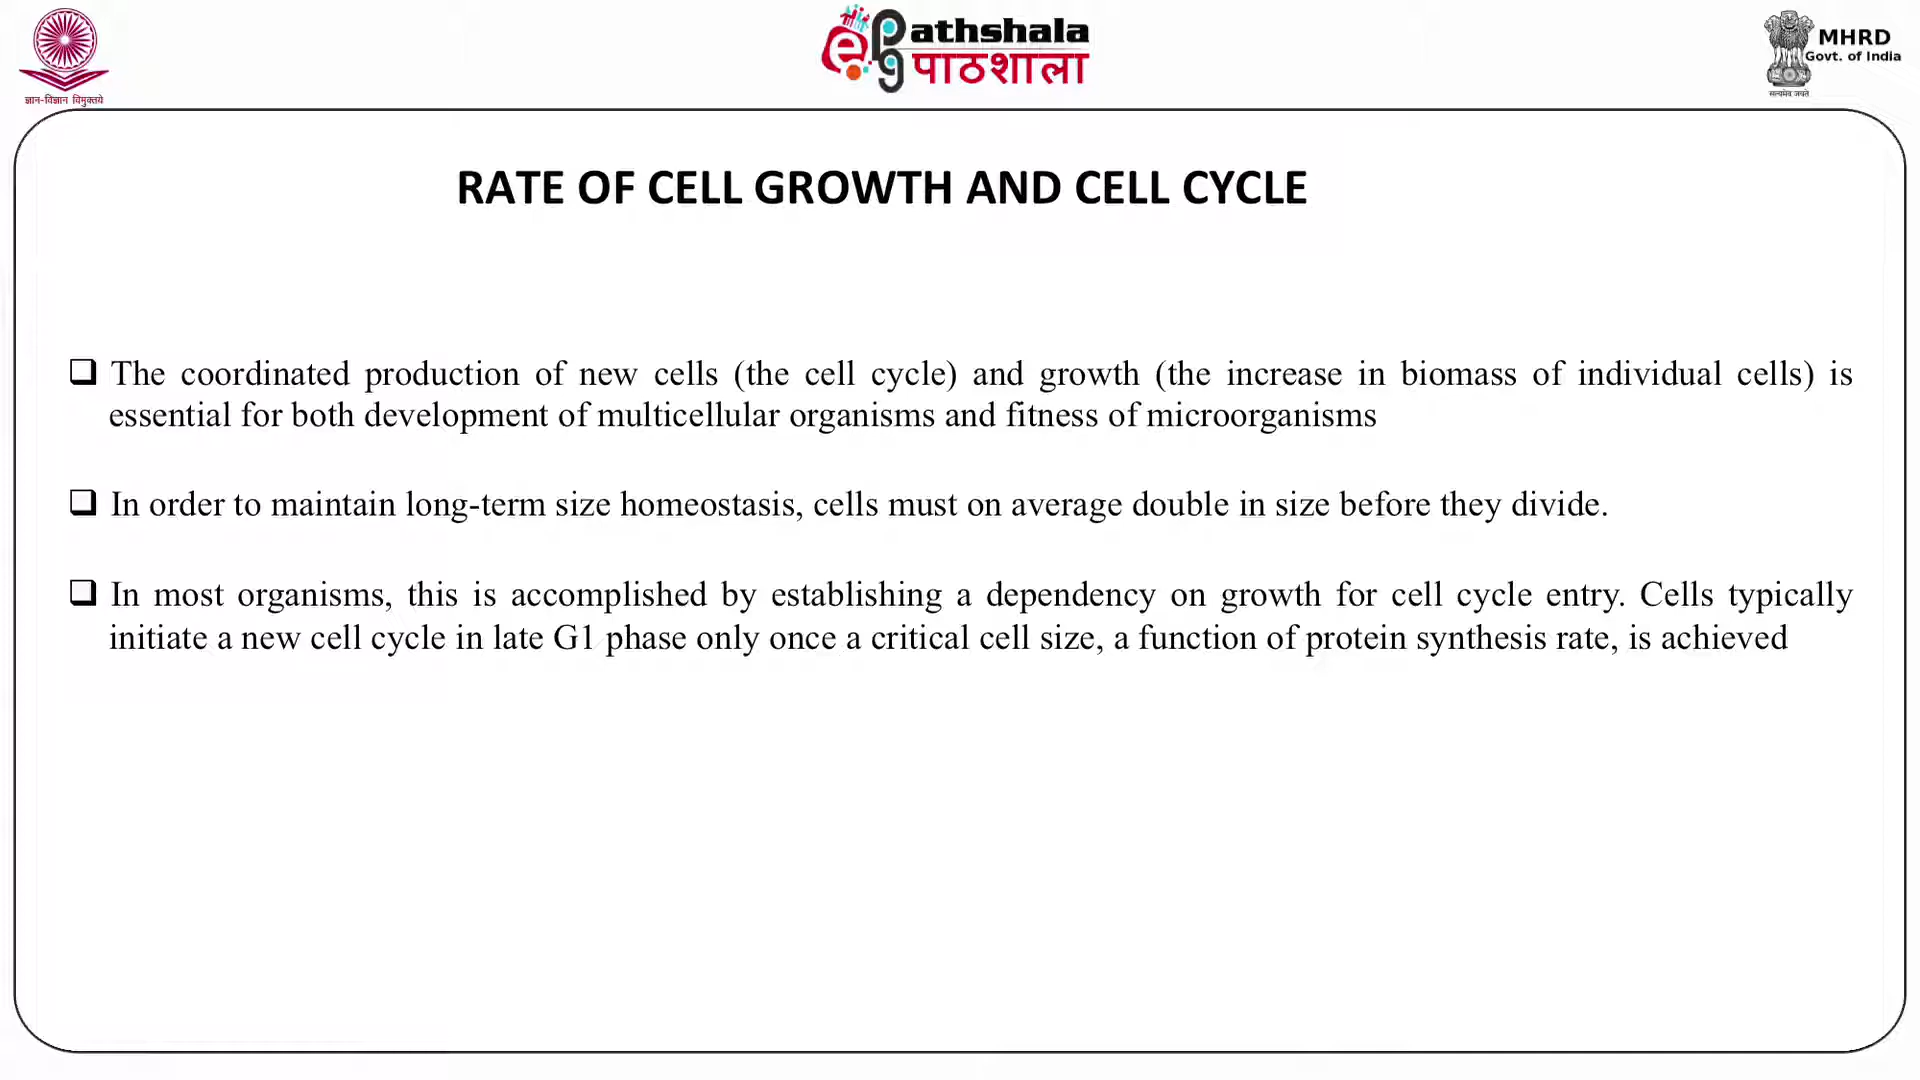 ज्ञान-विज्ञान विमुक्तये
ePG athshala
पाठशाला
MHRD
Govt. of India
सत्यमेव जयते
RATE OF CELL GROWTH AND CELL CYCLE
The coordinated production of new cells (the cell cycle) and growth (the increase in biomass of individual cells) is
essential for both development of multicellular organisms and fitness of microorganisms
In order to maintain long-term size homeostasis, cells must on average double in size before they divide.
In most organisms, this is accomplished by establishing a dependency on growth for cell cycle entry. Cells typically
initiate a new cell cycle in late G1 phase only once a critical cell size, a function of protein synthesis rate, is achieved